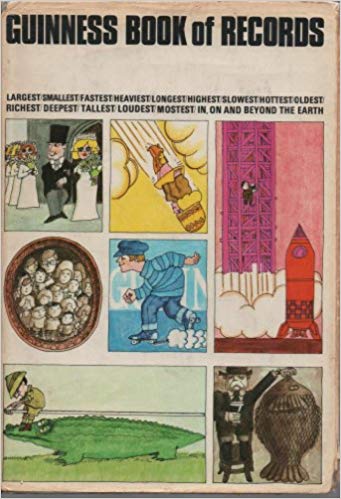 GUINNESS BOOK of RECORDS
LARGEST/SMALLEST/FASTEST/HEAVIEST/LONGEST/HIGHEST/SLOWEST/HOTTEST/OLDEST/
RICHEST/DEEPEST/TALLEST/LOUDEST/MOSTEST/IN, ON AND BEYOND THE EARTH